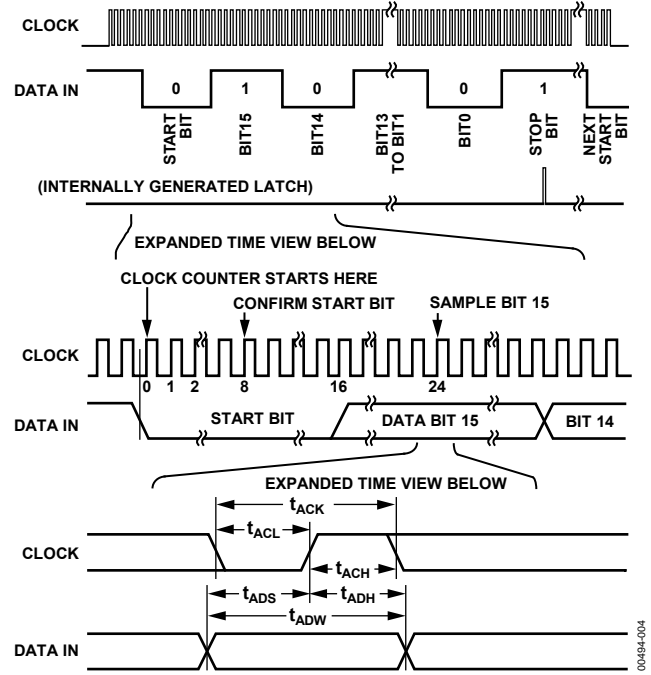 CLOCK
DATA IN
0 1 0 0 1
START BIT
BIT15
BIT14
BIT13 TO BIT1
BIT0
STOP BIT
NEXT START BIT
(INTERNALLY GENERATED LATCH)
EXPANDED TIME VIEW BELOW
CLOCK COUNTER STARTS HERE
CONFIRM START BIT
SAMPLE BIT 15
CLOCK
0 1 2 8 16 24
DATA IN
START BIT
DATA BIT 15
BIT 14
EXPANDED TIME VIEW BELOW
tACK
tACL
CLOCK
tACH
tADS
tADH
tADW
DATA IN
00494-004